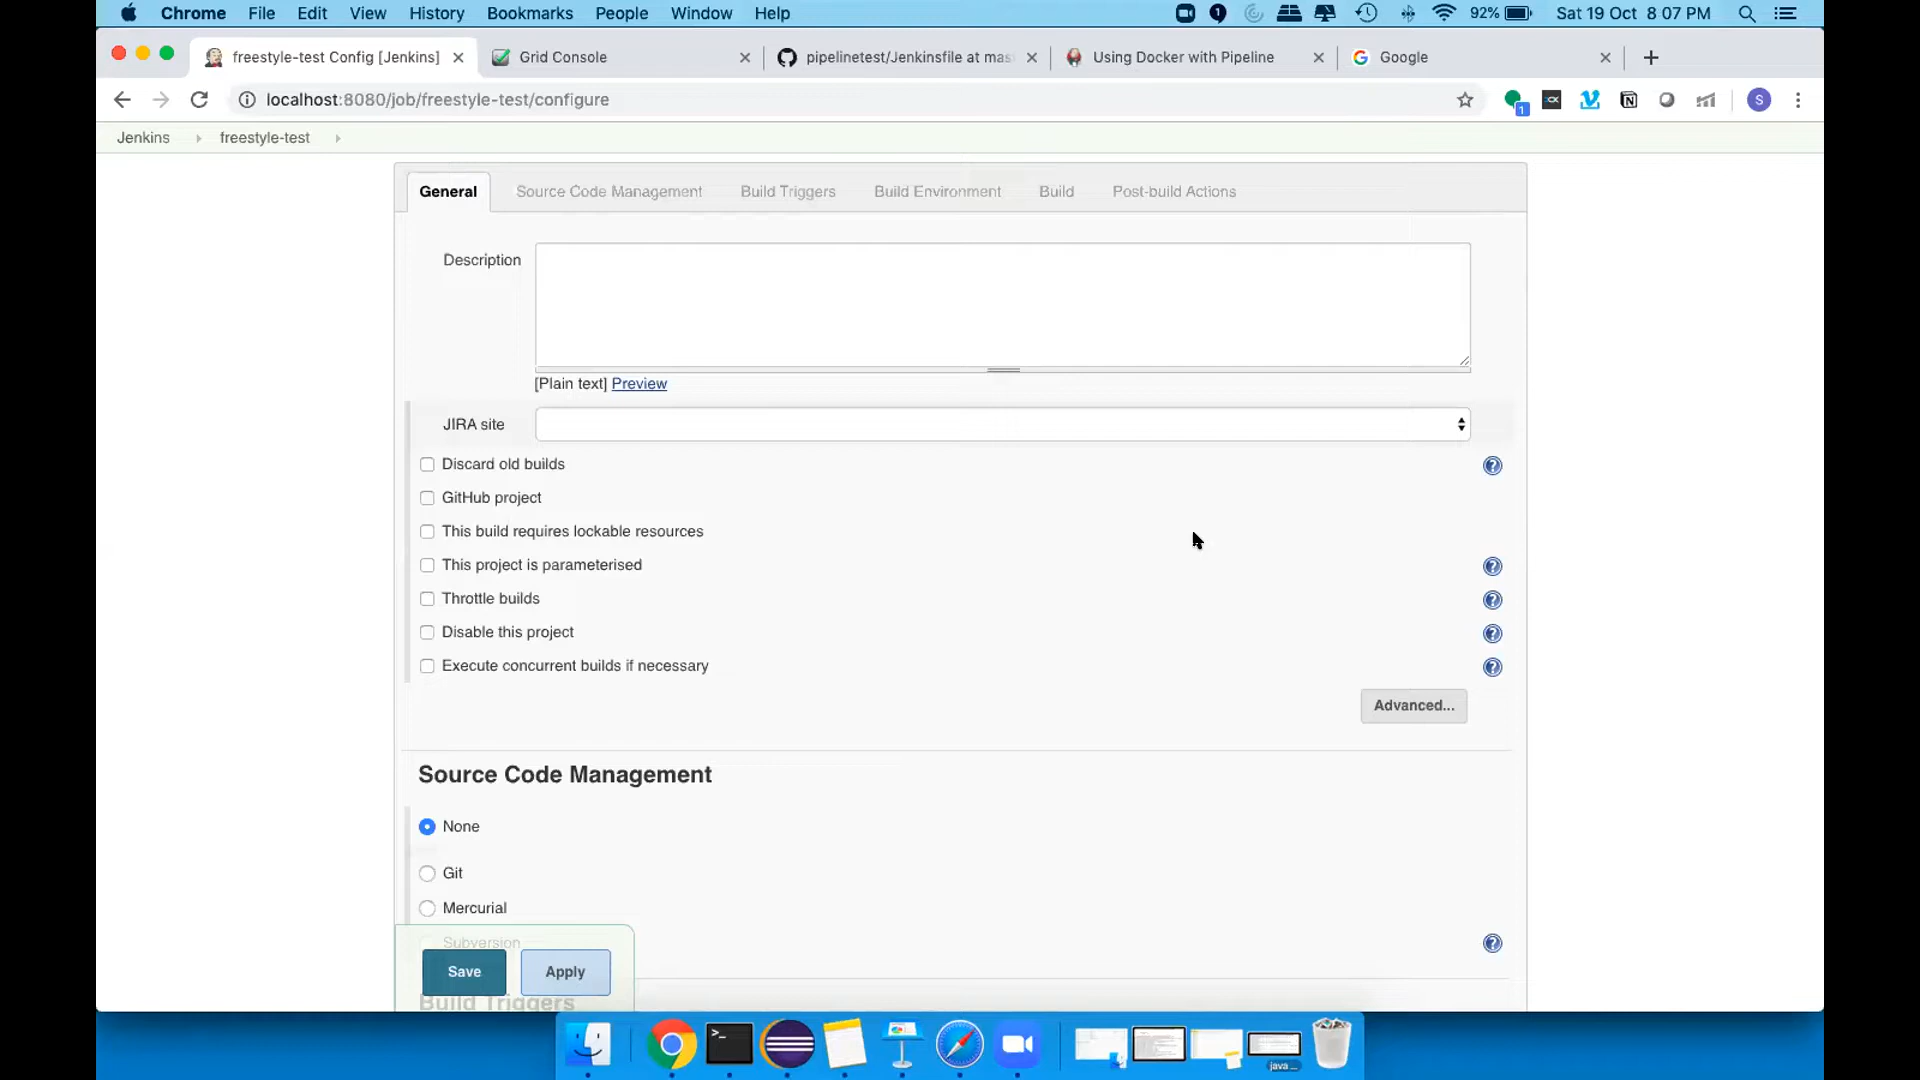 Chrome File Edit View History Bookmarks People Window Help 92% Sat 19 Oct 8:07 PM
freestyle-test Config [Jenkins] Grid Console pipelinetest/Jenkinsfile at mas Using Docker with Pipeline Google
localhost:8080/job/freestyle-test/configure
1
S
Jenkins freestyle-test
General Source Code Management Build Triggers Build Environment Build Post-build Actions
Description
[Plain text] Preview
JIRA site
Discard old builds
GitHub project
This build requires lockable resources
This project is parameterised
Throttle builds
Disable this project
Execute concurrent builds if necessary
Advanced...
Source Code Management
None
Git
Mercurial
Subversion
Save Apply
Build Triggers
java ...